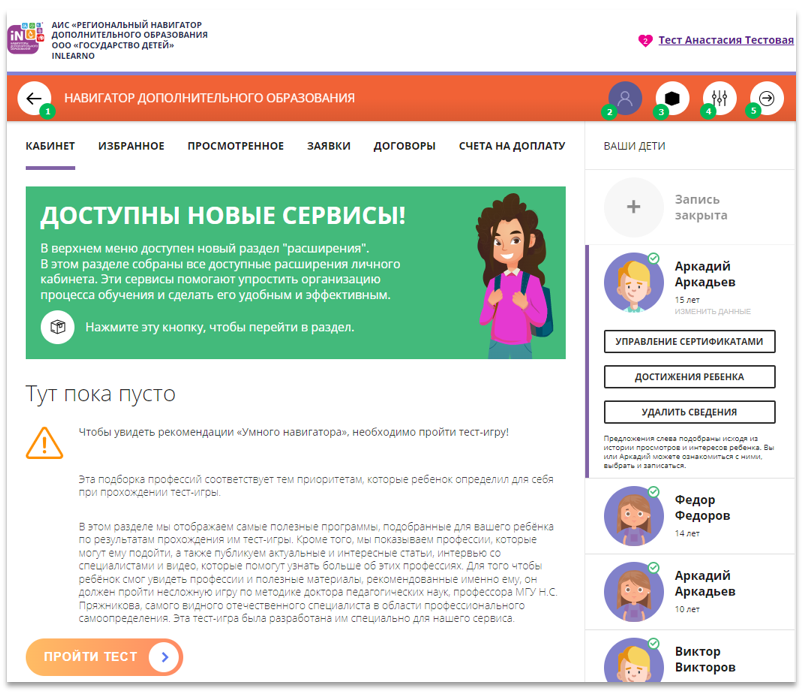 АИС «РЕГИОНАЛЬНЫЙ НАВИГАТОР
ДОПОЛНИТЕЛЬНОГО ОБРАЗОВАНИЯ
ООО «ГОСУДАРСТВО ДЕТЕЙ»
INLEARNO
2
Тест Анастасия Тестовая
1
НАВИГАТОР ДОПОЛНИТЕЛЬНОГО ОБРАЗОВАНИЯ
2
3
4
5
КАБИНЕТ
ИЗБРАННОЕ
ПРОСМОТРЕННОЕ
ЗАЯВКИ
ДОГОВОРЫ
СЧЕТА НА ДОПЛАТУ
ДОСТУПНЫ НОВЫЕ СЕРВИСЫ!
В верхнем меню доступен новый раздел "расширения".
В этом разделе собраны все доступные расширения личного
кабинета. Эти сервисы помогают упростить организацию
процесса обучения и сделать его удобным и эффективным.
Нажмите эту кнопку, чтобы перейти в раздел.
Тут пока пусто
Чтобы увидеть рекомендации «Умного навигатора», необходимо пройти тест-игру!
Эта подборка профессий соответствует тем приоритетам, которые ребенок определил для себя
при прохождении тест-игры.
В этом разделе мы отображаем самые полезные программы, подобранные для вашего ребёнка
по результатам прохождения им тест-игры. Кроме того, мы показываем профессии, которые
могут ему подойти, а также публикуем актуальные и интересные статьи, интервью со
специалистами и видео, которые помогут узнать больше об этих профессиях. Для того чтобы
ребёнок смог увидеть профессии и полезные материалы, рекомендованные именно ему, он
должен пройти несложную игру по методике доктора педагогических наук, профессора МГУ Н.С.
Пряжникова, самого видного отечественного специалиста в области профессионального
самоопределения. Эта тест-игра была разработана им специально для нашего сервиса.
ПРОЙТИ ТЕСТ
ВАШИ ДЕТИ
Запись
закрыта
Аркадий
Аркадьев
15 лет
ИЗМЕНИТЬ ДАННЫЕ
УПРАВЛЕНИЕ СЕРТИФИКАТАМИ
ДОСТИЖЕНИЯ РЕБЕНКА
УДАЛИТЬ СВЕДЕНИЯ
Предложения слева подобраны исходя из
истории просмотров и интересов ребенка. Вы
или Аркадий можете ознакомиться с ними,
выбрать и записаться.
Федор
Федоров
14 лет
Аркадий
Аркадьев
10 лет
Виктор
Викторов